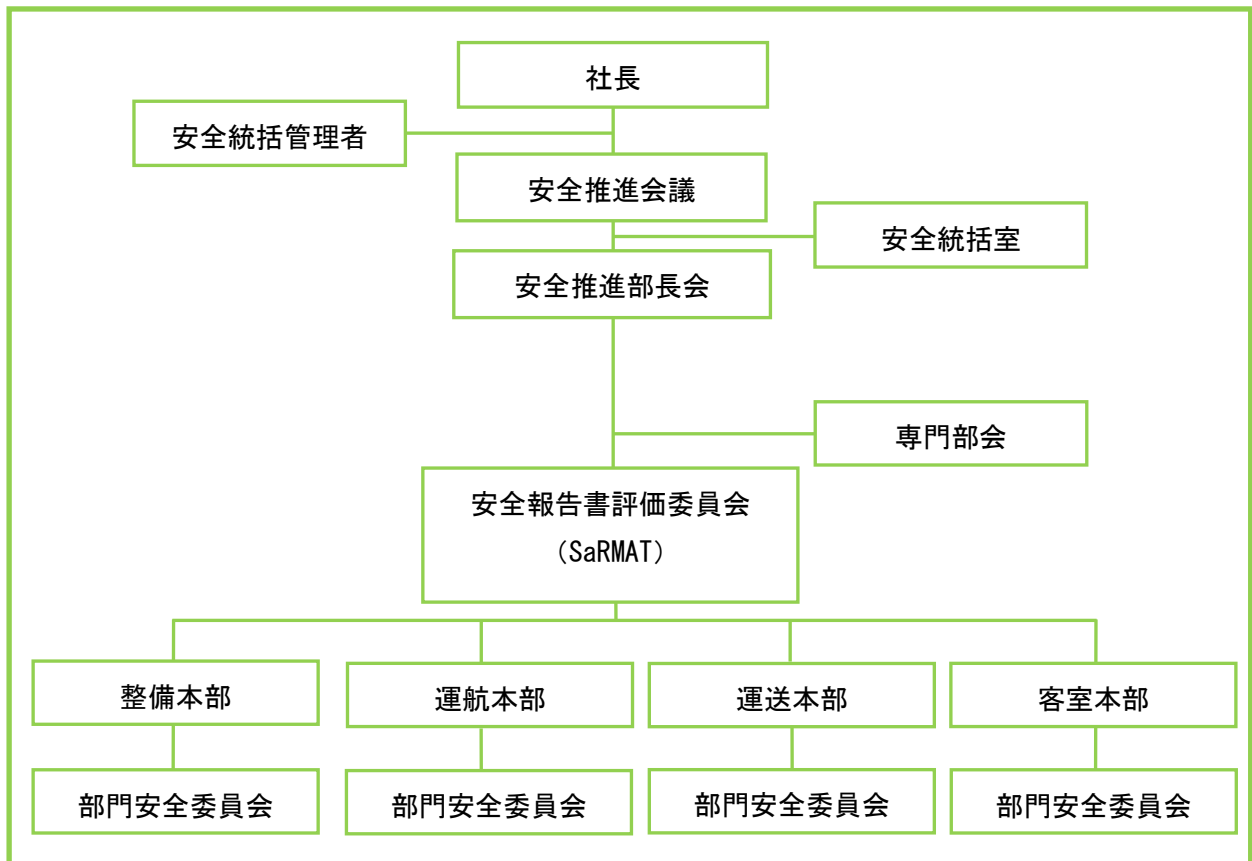 社長
安全統括管理者
安全推進会議
安全統括室
安全推進部長会
専門部会
安全報告書評価委員会
（SaRMAT）
整備本部
運航本部
運送本部
客室本部
部門安全委員会
部門安全委員会
部門安全委員会
部門安全委員会